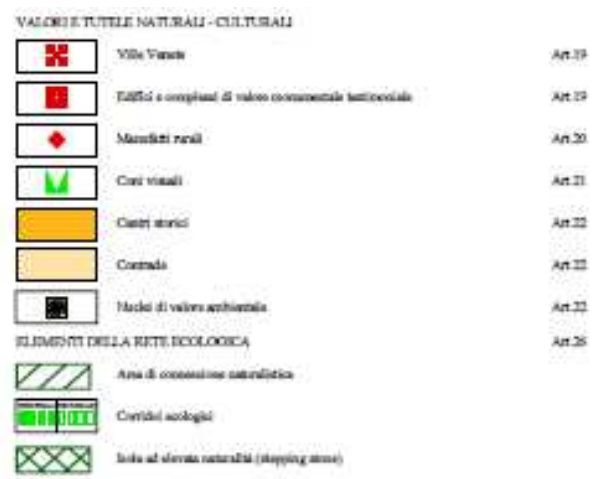 VALORI E TUTELE NATURALI - CULTURALI
Ville Venete Art.19
Edifici e complessi di valore monumentale testimoniale Art.19
Manufatti rurali Art.20
Coni visuali Art.21
Centri storici Art.22
Contrade Art.22
Nuclei di valore ambientale Art.22
ELEMENTI DELLA RETE ECOLOGICA Art.26
Area di connessione naturalistica
Corridoi ecologici
Isola ad elevata naturalità (stepping stone)